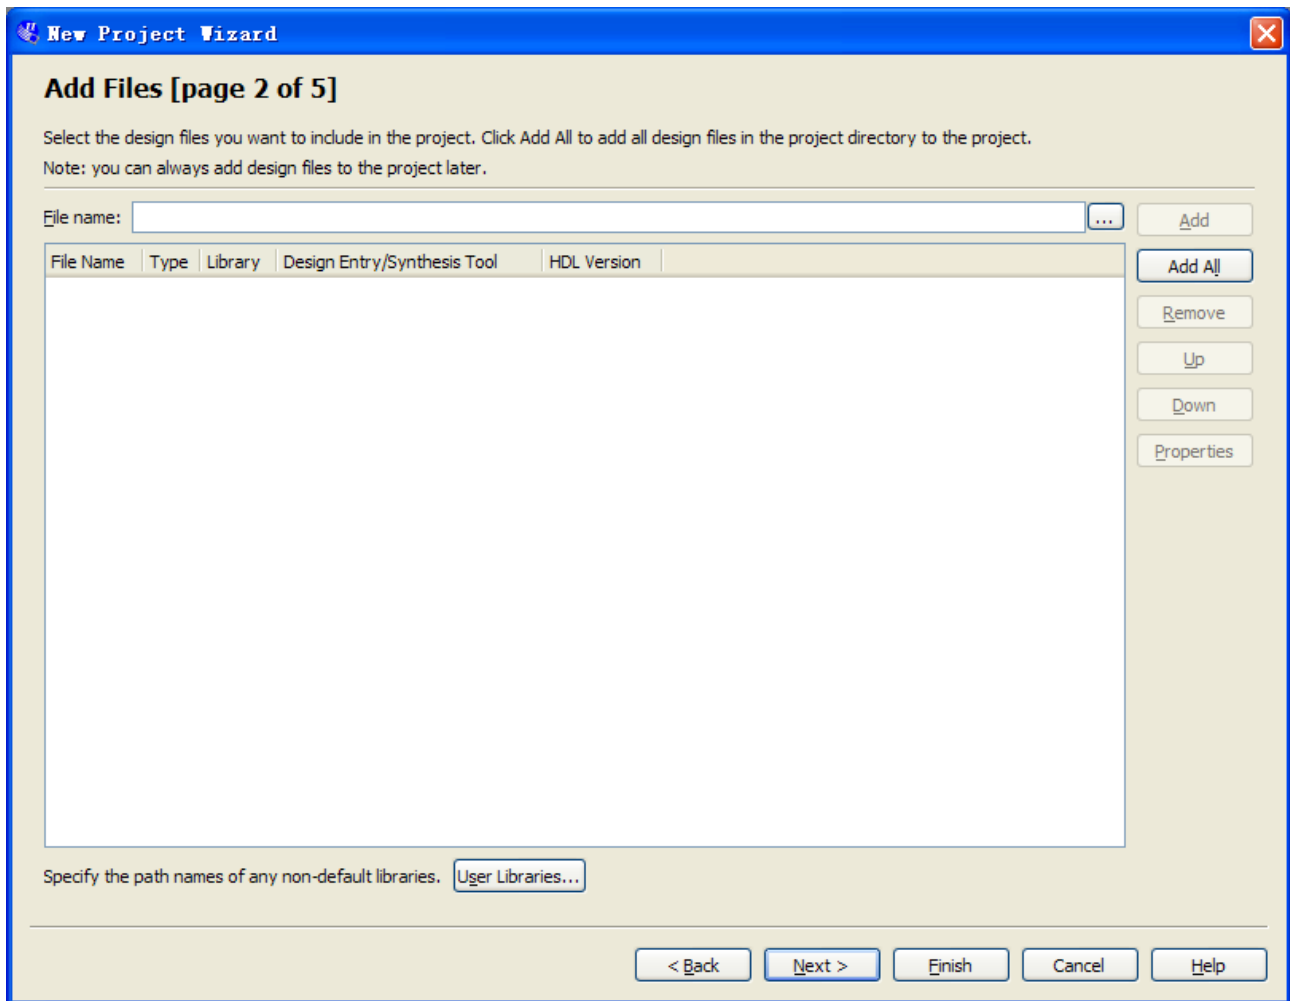 New Project Wizard
Add Files [page 2 of 5]
Select the design files you want to include in the project. Click Add All to add all design files in the project directory to the project.
Note: you can always add design files to the project later.
File name: ... Add
File Name Type Library Design Entry/Synthesis Tool HDL Version
Add All
Remove
Up
Down
Properties
Specify the path names of any non-default libraries. User Libraries...
< Back Next > Finish Cancel Help